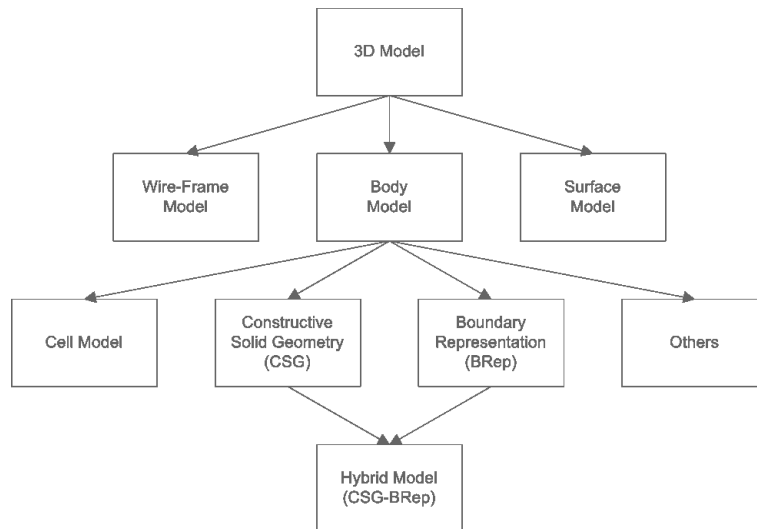 3D Model
Wire-Frame
Model
Body
Model
Surface
Model
Cell Model
Constructive
Solid Geometry
(CSG)
Boundary
Representation
(BRep)
Others
Hybrid Model
(CSG-BRep)